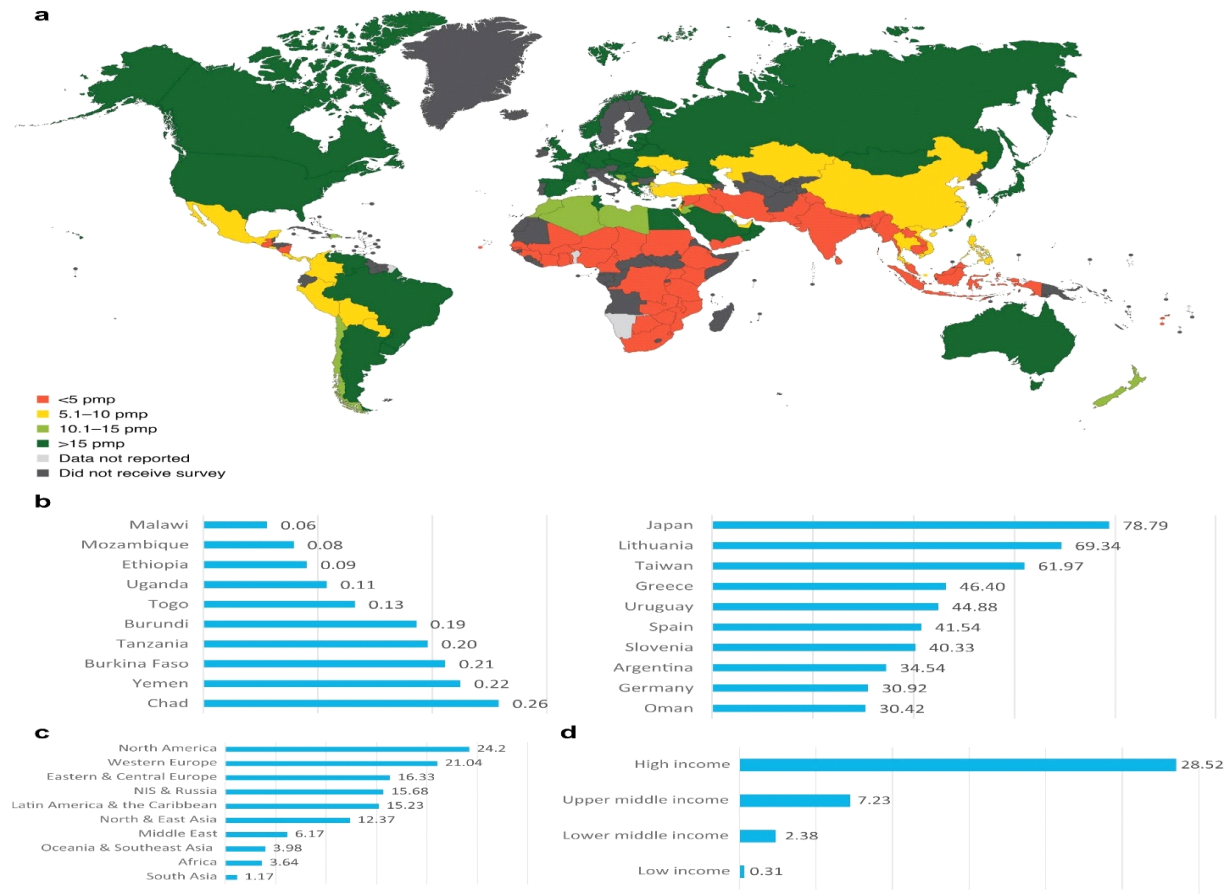 a
<5 pmp
5.1–10 pmp
10.1–15 pmp
>15 pmp
Data not reported
Did not receive survey
b
Malawi 0.06
Mozambique 0.08
Ethiopia 0.09
Uganda 0.11
Togo 0.13
Burundi 0.19
Tanzania 0.20
Burkina Faso 0.21
Yemen 0.22
Chad 0.26
Japan 78.79
Lithuania 69.34
Taiwan 61.97
Greece 46.40
Uruguay 44.88
Spain 41.54
Slovenia 40.33
Argentina 34.54
Germany 30.92
Oman 30.42
c
North America 24.2
Western Europe 21.04
Eastern & Central Europe 16.33
NIS & Russia 15.68
Latin America & the Caribbean 15.23
North & East Asia 12.37
Middle East 6.17
Oceania & Southeast Asia 3.98
Africa 3.64
South Asia 1.17
d
High income 28.52
Upper middle income 7.23
Lower middle income 2.38
Low income 0.31